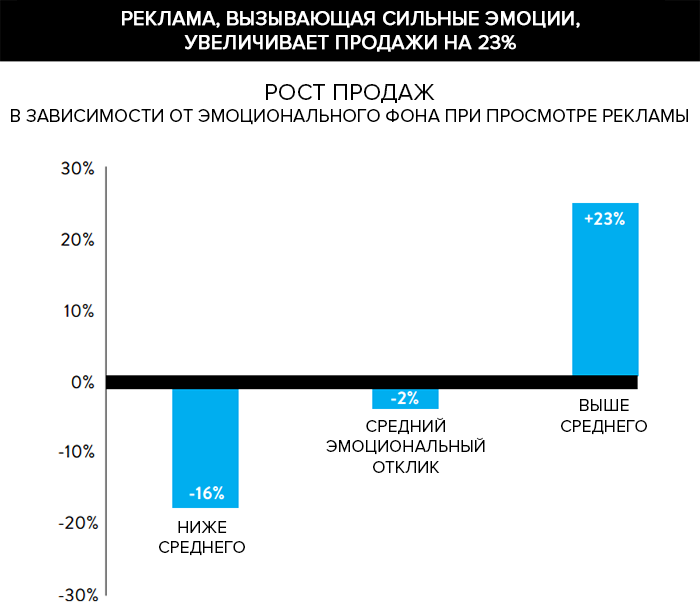 РЕКЛАМА, ВЫЗЫВАЮЩАЯ СИЛЬНЫЕ ЭМОЦИИ,
УВЕЛИЧИВАЕТ ПРОДАЖИ НА 23%
РОСТ ПРОДАЖ
В ЗАВИСИМОСТИ ОТ ЭМОЦИОНАЛЬНОГО ФОНА ПРИ ПРОСМОТРЕ РЕКЛАМЫ
30%
20%
10%
0%
-10%
-20%
-30%
-16%
НИЖЕ
СРЕДНЕГО
-2%
СРЕДНИЙ
ЭМОЦИОНАЛЬНЫЙ
ОТКЛИК
+23%
ВЫШЕ
СРЕДНЕГО